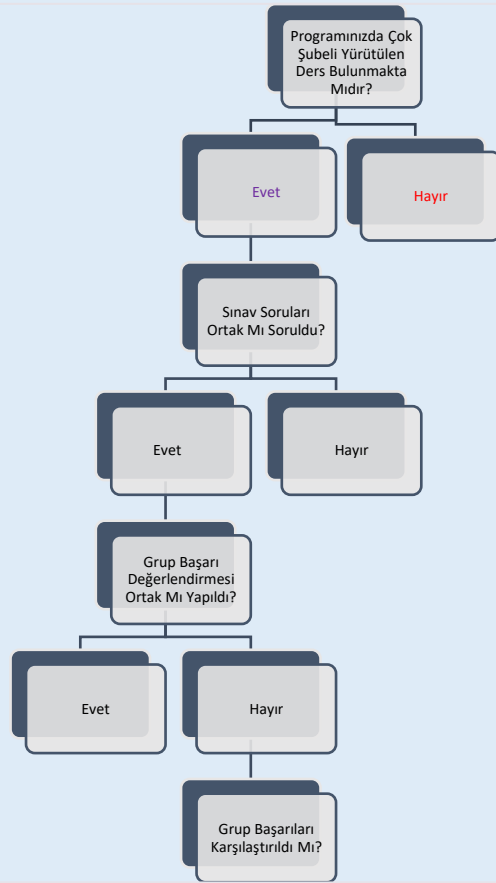 Programınızda Çok
Şubeli Yürütülen
Ders Bulunmakta
Mıdır?
Evet
Hayır
Sınav Soruları
Ortak Mı Soruldu?
Evet
Hayır
Grup Başarı
Değerlendirmesi
Ortak Mı Yapıldı?
Evet
Hayır
Grup Başarıları
Karşılaştırıldı Mı?